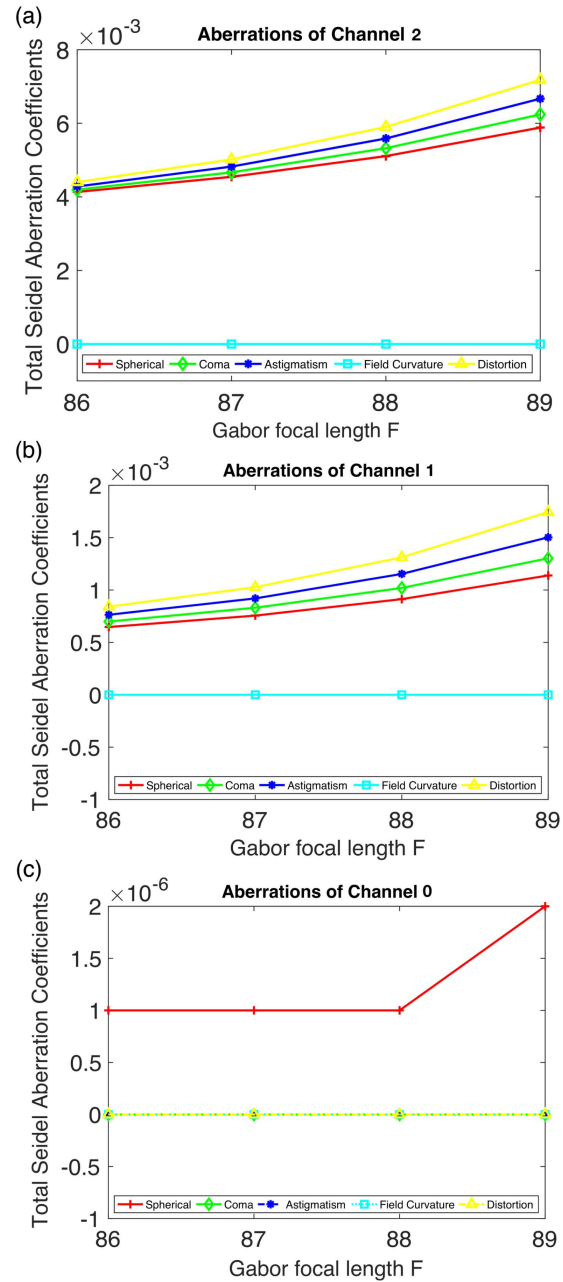 (a)
×10⁻³
Aberrations of Channel 2
Total Seidel Aberration Coefficients
8
6
4
2
0
Spherical Coma Astigmatism Field Curvature Distortion
86 87 88 89
Gabor focal length F
(b)
×10⁻³
Aberrations of Channel 1
Total Seidel Aberration Coefficients
2
1.5
1
0.5
0
-0.5
-1
Spherical Coma Astigmatism Field Curvature Distortion
86 87 88 89
Gabor focal length F
(c)
×10⁻⁶
Aberrations of Channel 0
Total Seidel Aberration Coefficients
2
1.5
1
0.5
0
-0.5
-1
Spherical Coma Astigmatism Field Curvature Distortion
86 87 88 89
Gabor focal length F